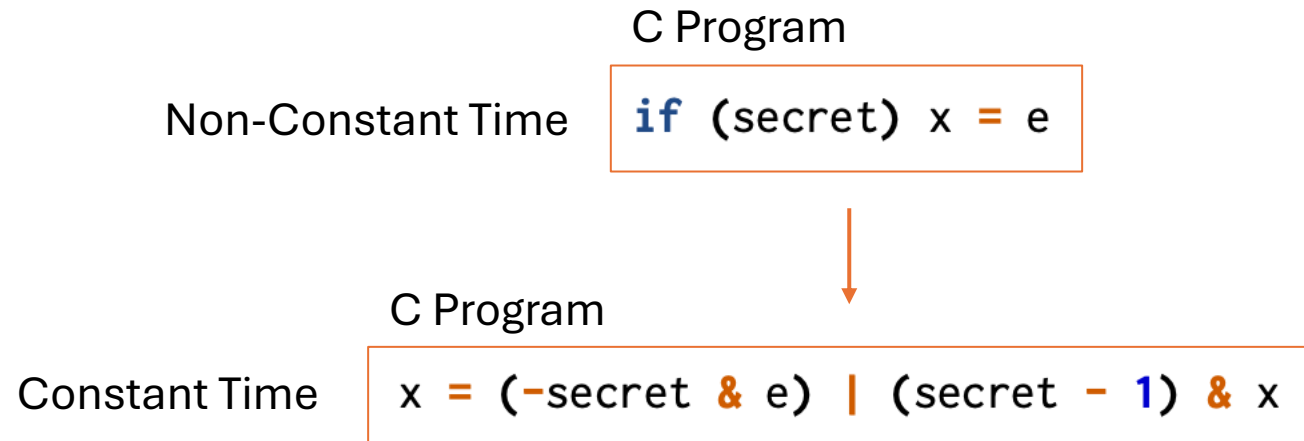 C Program
Non-Constant Time
if (secret) x = e
C Program
Constant Time
x = (-secret & e) | (secret - 1) & x